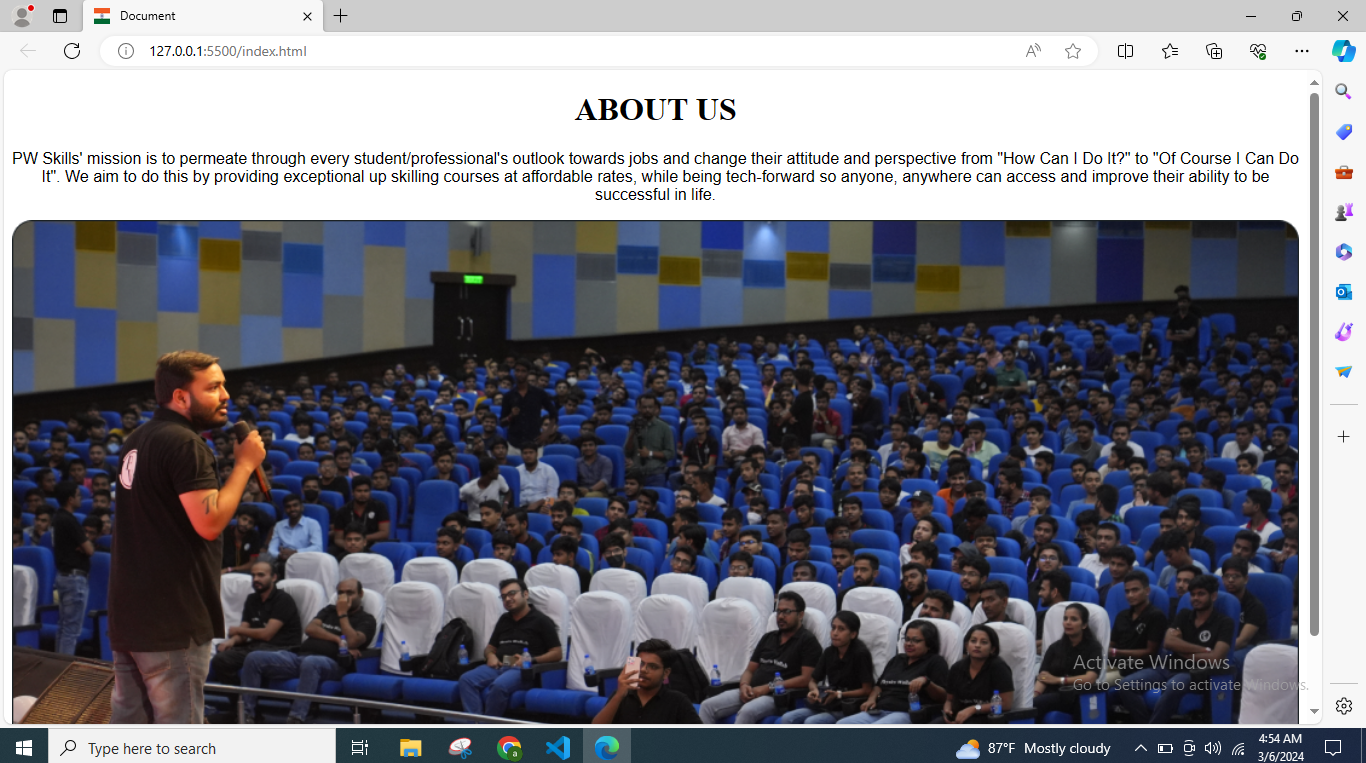 Document
127.0.0.1:5500/index.html
ABOUT US
PW Skills' mission is to permeate through every student/professional's outlook towards jobs and change their attitude and perspective from "How Can I Do It?" to "Of Course I Can Do
It". We aim to do this by providing exceptional up skilling courses at affordable rates, while being tech-forward so anyone, anywhere can access and improve their ability to be
successful in life.
Activate Windows
Go to Settings to activate Windows.
Type here to search
87°F Mostly cloudy
4:54 AM
3/6/2024